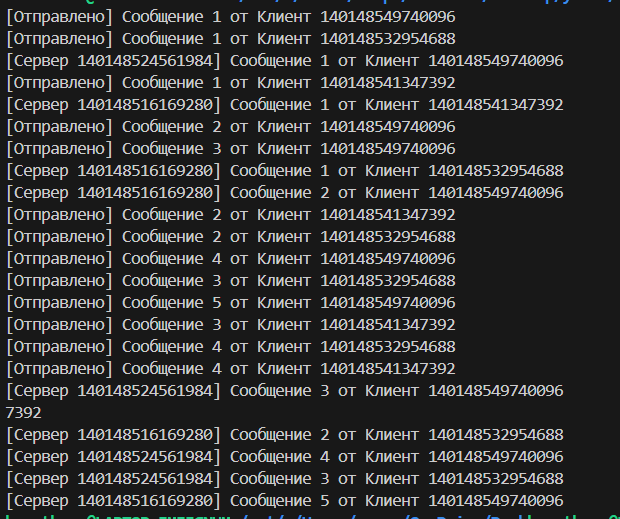 [Отправлено] Сообщение 1 от Клиент 140148549740096
[Отправлено] Сообщение 1 от Клиент 140148532954688
[Сервер 140148524561984] Сообщение 1 от Клиент 140148549740096
[Отправлено] Сообщение 1 от Клиент 140148541347392
[Сервер 140148516169280] Сообщение 1 от Клиент 140148541347392
[Отправлено] Сообщение 2 от Клиент 140148549740096
[Отправлено] Сообщение 3 от Клиент 140148549740096
[Сервер 140148516169280] Сообщение 1 от Клиент 140148532954688
[Сервер 140148516169280] Сообщение 2 от Клиент 140148549740096
[Отправлено] Сообщение 2 от Клиент 140148541347392
[Отправлено] Сообщение 2 от Клиент 140148532954688
[Отправлено] Сообщение 4 от Клиент 140148549740096
[Отправлено] Сообщение 3 от Клиент 140148532954688
[Отправлено] Сообщение 5 от Клиент 140148549740096
[Отправлено] Сообщение 3 от Клиент 140148541347392
[Отправлено] Сообщение 4 от Клиент 140148532954688
[Отправлено] Сообщение 4 от Клиент 140148541347392
[Сервер 140148524561984] Сообщение 3 от Клиент 140148549740096
7392
[Сервер 140148516169280] Сообщение 2 от Клиент 140148532954688
[Сервер 140148524561984] Сообщение 4 от Клиент 140148549740096
[Сервер 140148524561984] Сообщение 3 от Клиент 140148532954688
[Сервер 140148516169280] Сообщение 5 от Клиент 140148549740096